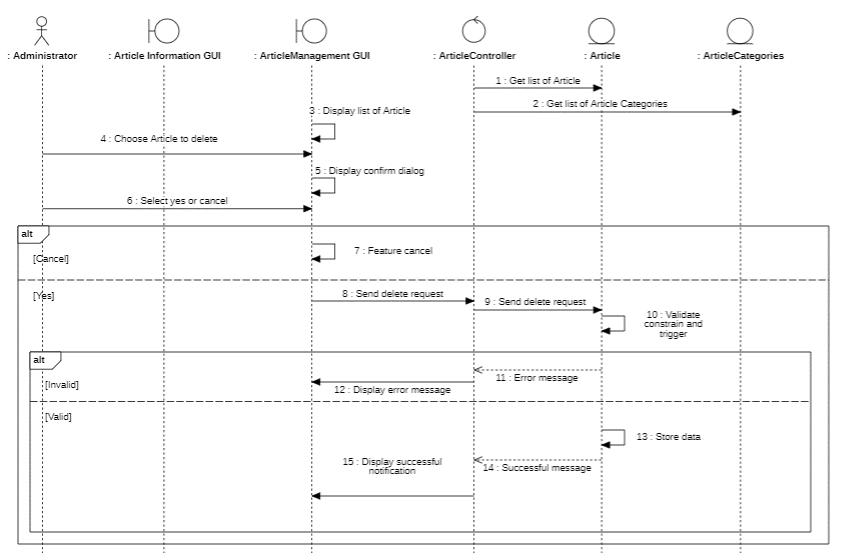 : Administrator
: Article Information GUI
: ArticleManagement GUI
: ArticleController
: Article
: ArticleCategories
1 : Get list of Article
2 : Get list of Article Categories
3 : Display list of Article
4 : Choose Article to delete
5 : Display confirm dialog
6 : Select yes or cancel
alt
[Cancel]
7 : Feature cancel
[Yes]
8 : Send delete request
9 : Send delete request
10 : Validate
constrain and
trigger
alt
[Invalid]
11 : Error message
12 : Display error message
[Valid]
13 : Store data
14 : Successful message
15 : Display successful
notification